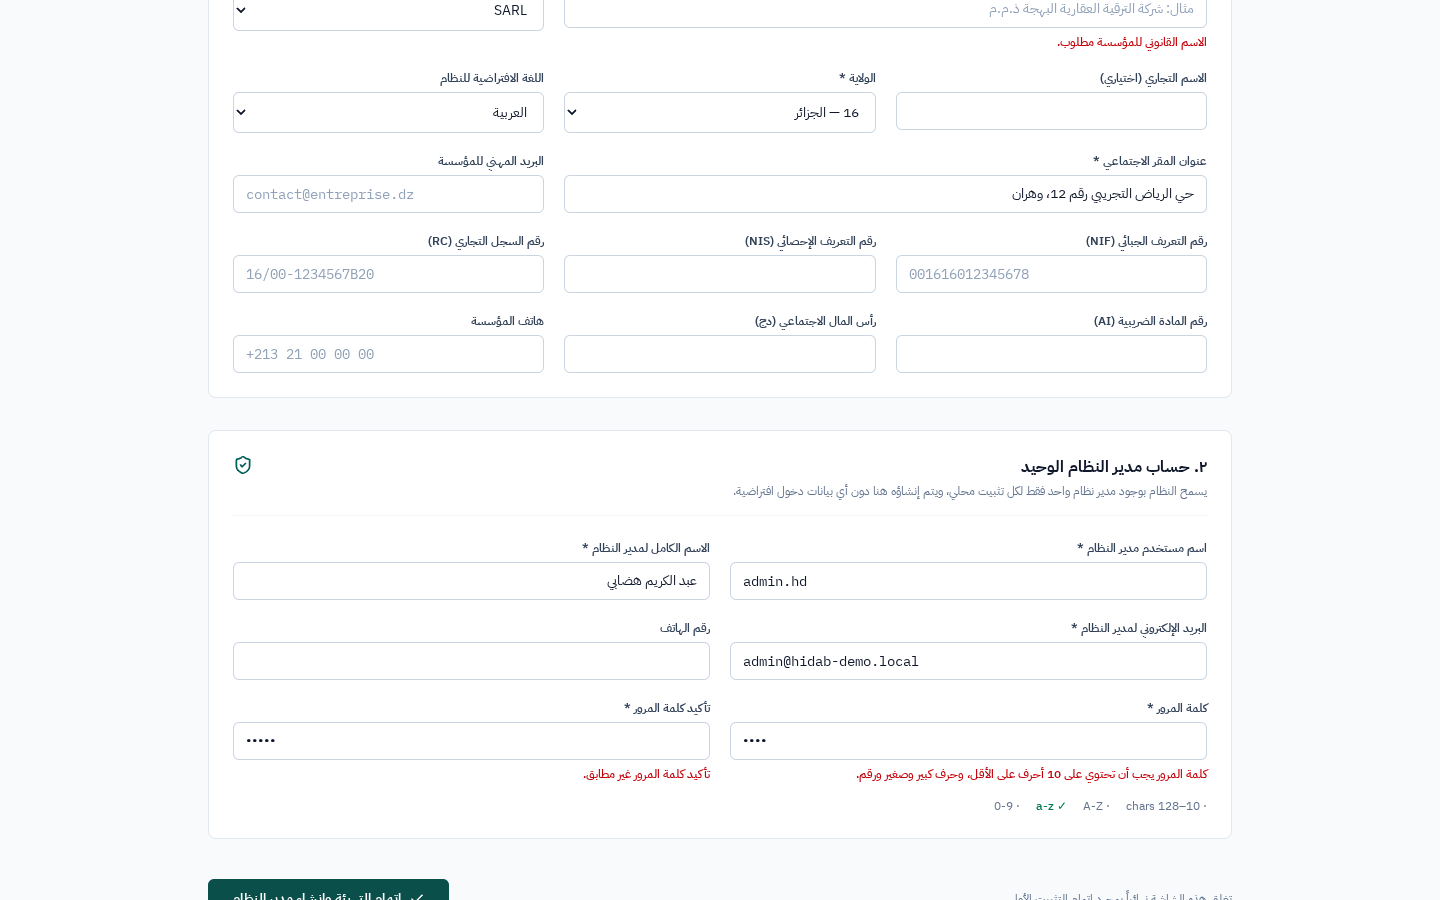 مثال: شركة الترقية العقارية البهجة ذ.م.م
SARL
الاسم القانوني للمؤسسة مطلوب.
الاسم التجاري (اختياري)
الولاية *
اللغة الافتراضية للنظام
16 — الجزائر
العربية
عنوان المقر الاجتماعي *
البريد المهني للمؤسسة
حي الرياض التجريبي رقم 12، وهران
contact@entreprise.dz
رقم التعريف الجبائي (NIF)
رقم التعريف الإحصائي (NIS)
رقم السجل التجاري (RC)
001616012345678
16/00-1234567B20
رقم المادة الضريبية (AI)
رأس المال الاجتماعي (دج)
هاتف المؤسسة
+213 21 00 00 00
٢. حساب مدير النظام الوحيد
يسمح النظام بوجود مدير نظام واحد فقط لكل تثبيت محلي، ويتم إنشاؤه هنا دون أي بيانات دخول افتراضية.
اسم مستخدم مدير النظام *
الاسم الكامل لمدير النظام *
admin.hd
عبد الكريم هضابي
البريد الإلكتروني لمدير النظام *
رقم الهاتف
admin@hidab-demo.local
كلمة المرور *
تأكيد كلمة المرور *
••••
•••••
كلمة المرور يجب أن تحتوي على 10 أحرف على الأقل، وحرف كبير وصغير ورقم.
تأكيد كلمة المرور غير مطابق.
· 10–128 chars
· A-Z
✓ a-z
· 0-9